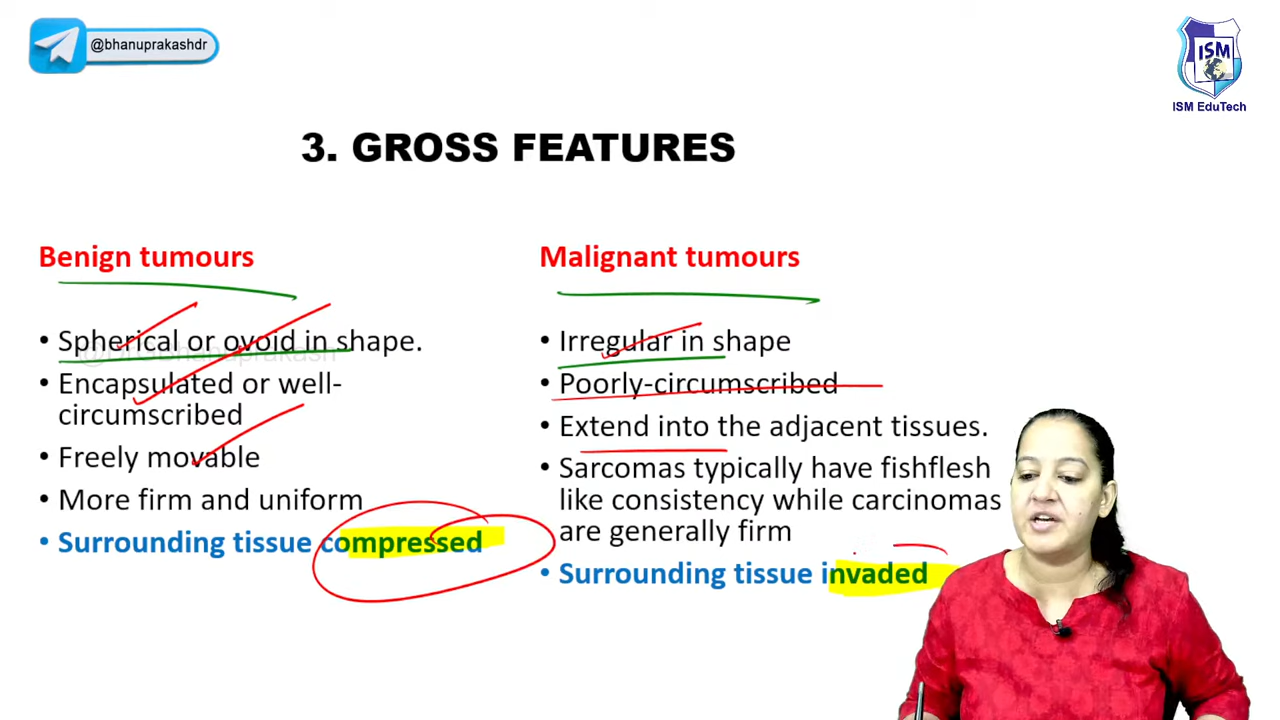 @bhanuprakashdr
ISM
ISM EduTech
3. GROSS FEATURES
Benign tumours
• Spherical or ovoid in shape.
• Encapsulated or well-
circumscribed
• Freely movable
• More firm and uniform
• Surrounding tissue compressed
Malignant tumours
• Irregular in shape
• Poorly-circumscribed
• Extend into the adjacent tissues.
• Sarcomas typically have fishflesh
like consistency while carcinomas
are generally firm
• Surrounding tissue invaded